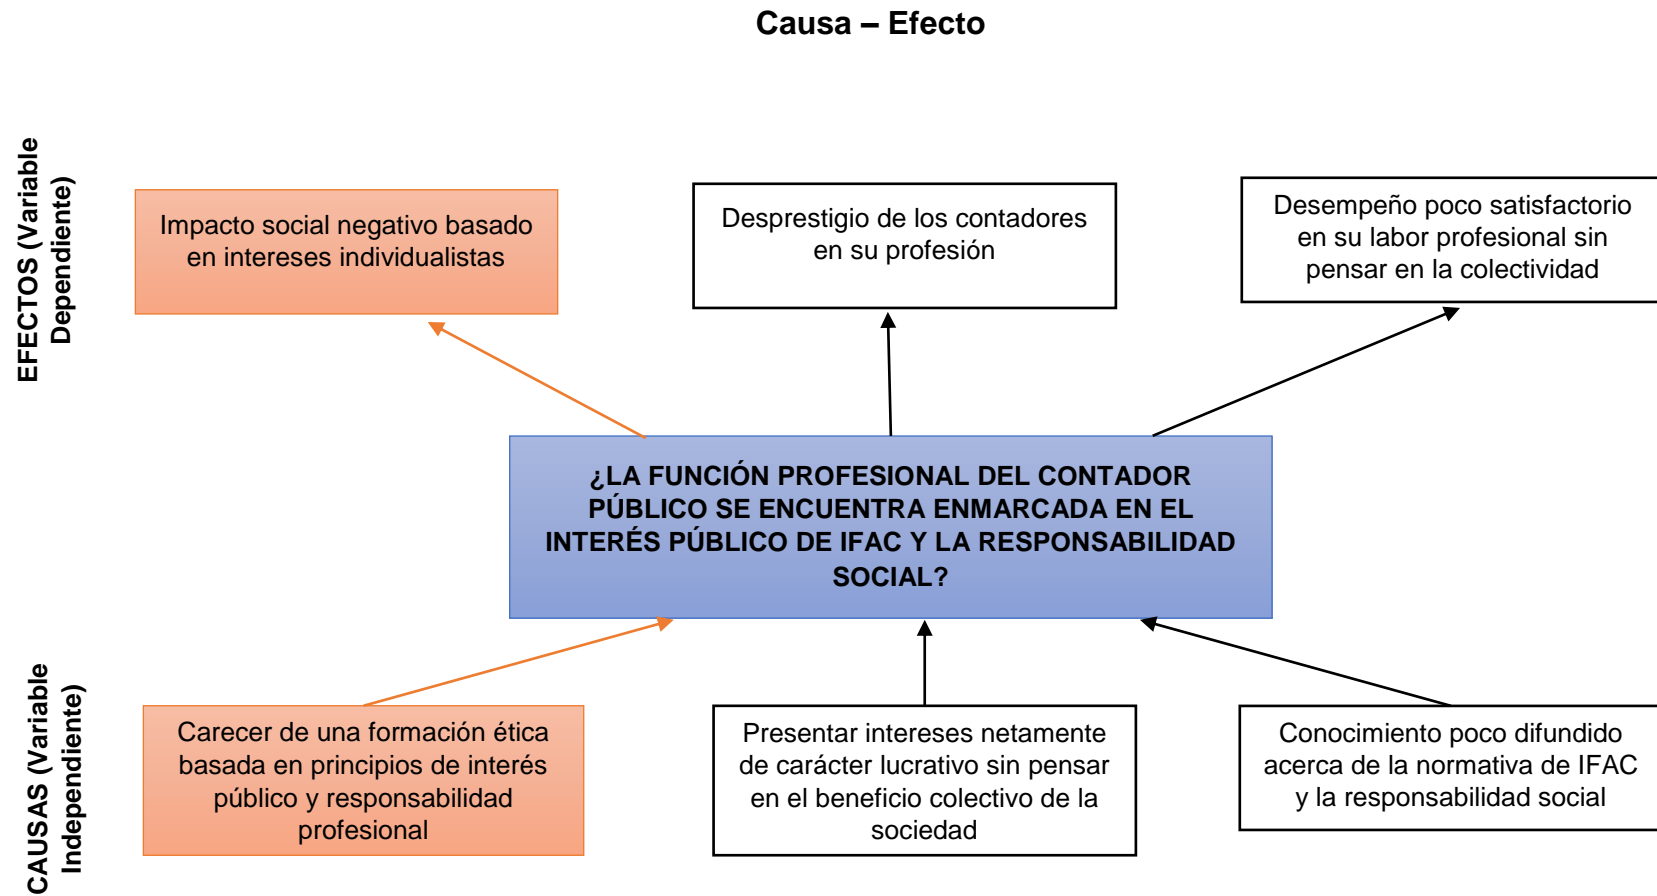 Causa – Efecto
EFECTOS (Variable
Dependiente)
Impacto social negativo basado
en intereses individualistas
Desprestigio de los contadores
en su profesión
Desempeño poco satisfactorio
en su labor profesional sin
pensar en la colectividad
¿LA FUNCIÓN PROFESIONAL DEL CONTADOR
PÚBLICO SE ENCUENTRA ENMARCADA EN EL
INTERÉS PÚBLICO DE IFAC Y LA RESPONSABILIDAD
SOCIAL?
CAUSAS (Variable
Independiente)
Carecer de una formación ética
basada en principios de interés
público y responsabilidad
profesional
Presentar intereses netamente
de carácter lucrativo sin pensar
en el beneficio colectivo de la
sociedad
Conocimiento poco difundido
acerca de la normativa de IFAC
y la responsabilidad social